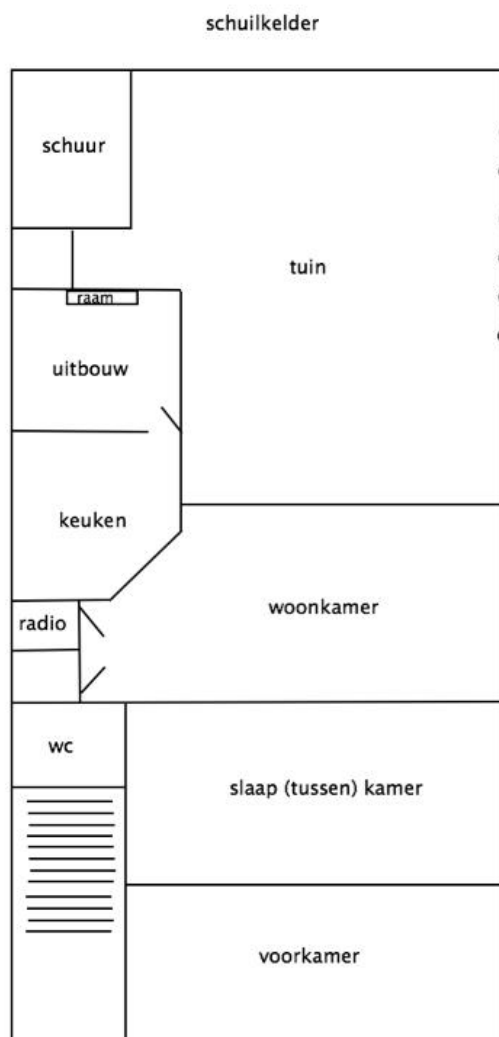 schuilkelder
schuur
tuin
raam
uitbouw
keuken
radio
woonkamer
wc
slaap (tussen) kamer
voorkamer